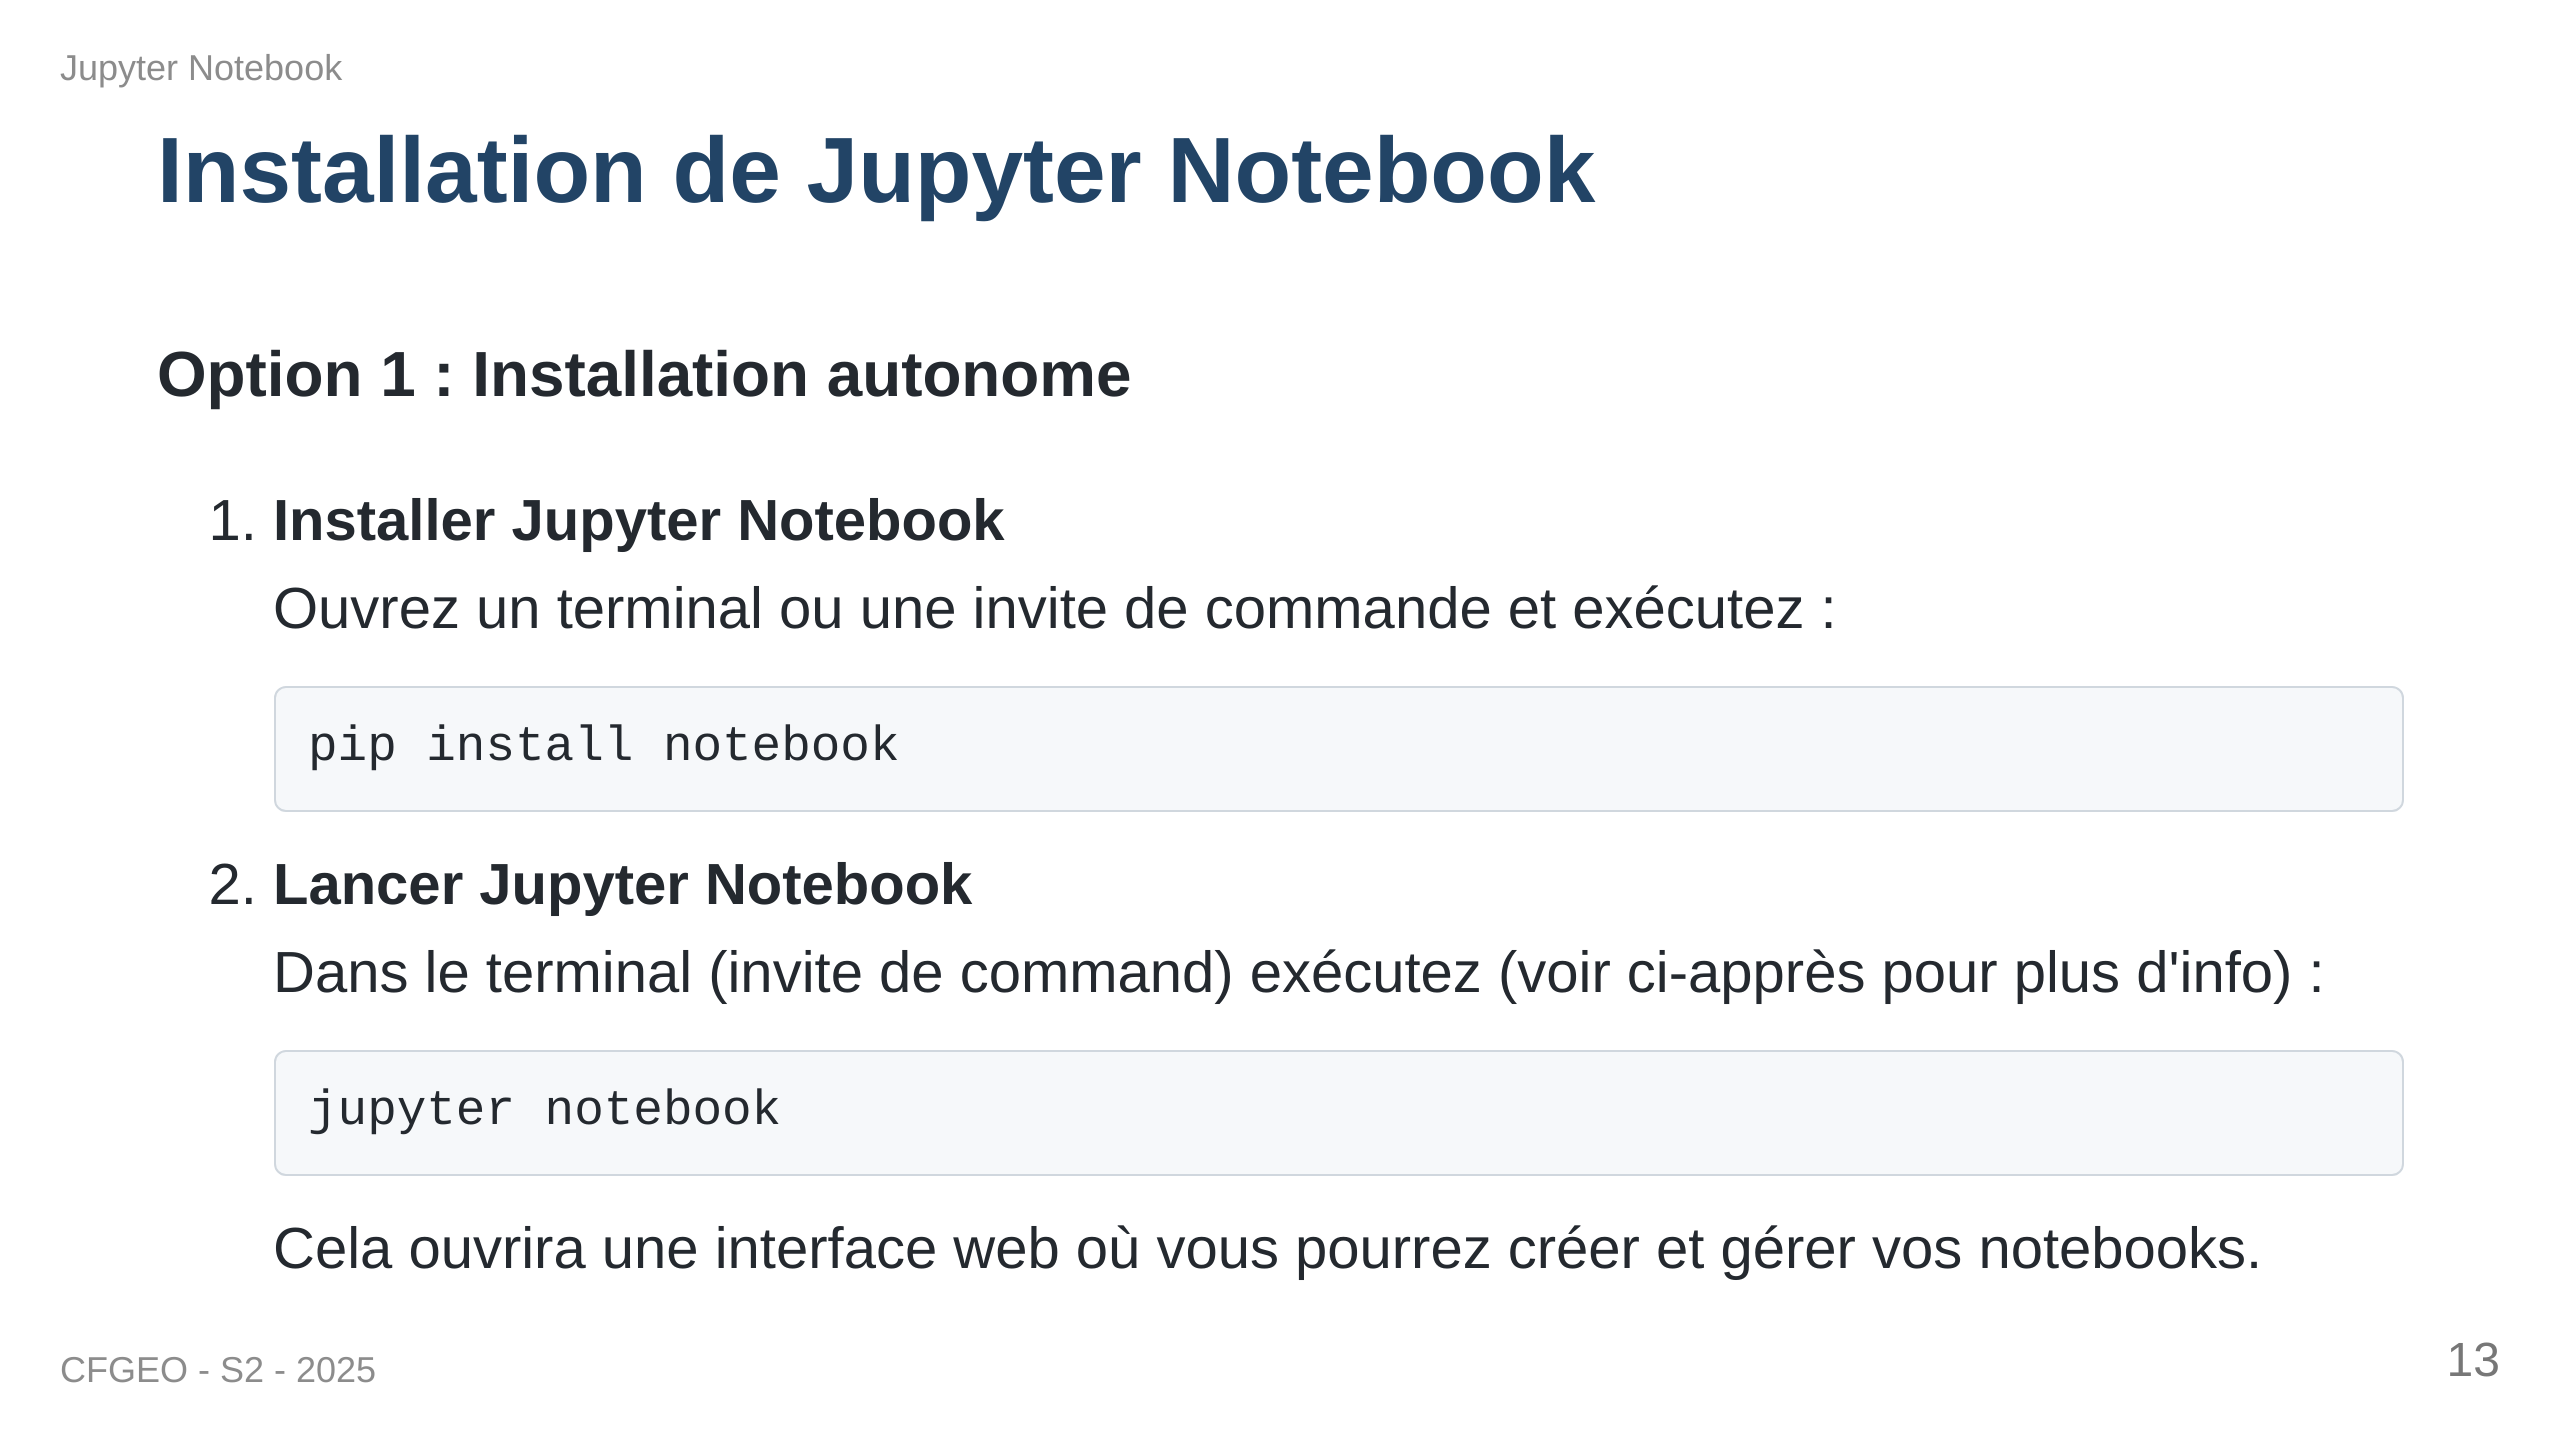 Jupyter Notebook
Installation de Jupyter Notebook
Option 1 : Installation autonome
1. Installer Jupyter Notebook
Ouvrez un terminal ou une invite de commande et exécutez :
pip install notebook
2. Lancer Jupyter Notebook
Dans le terminal (invite de command) exécutez (voir ci-apprès pour plus d'info) :
jupyter notebook
Cela ouvrira une interface web où vous pourrez créer et gérer vos notebooks.
CFGEO - S2 - 2025
13